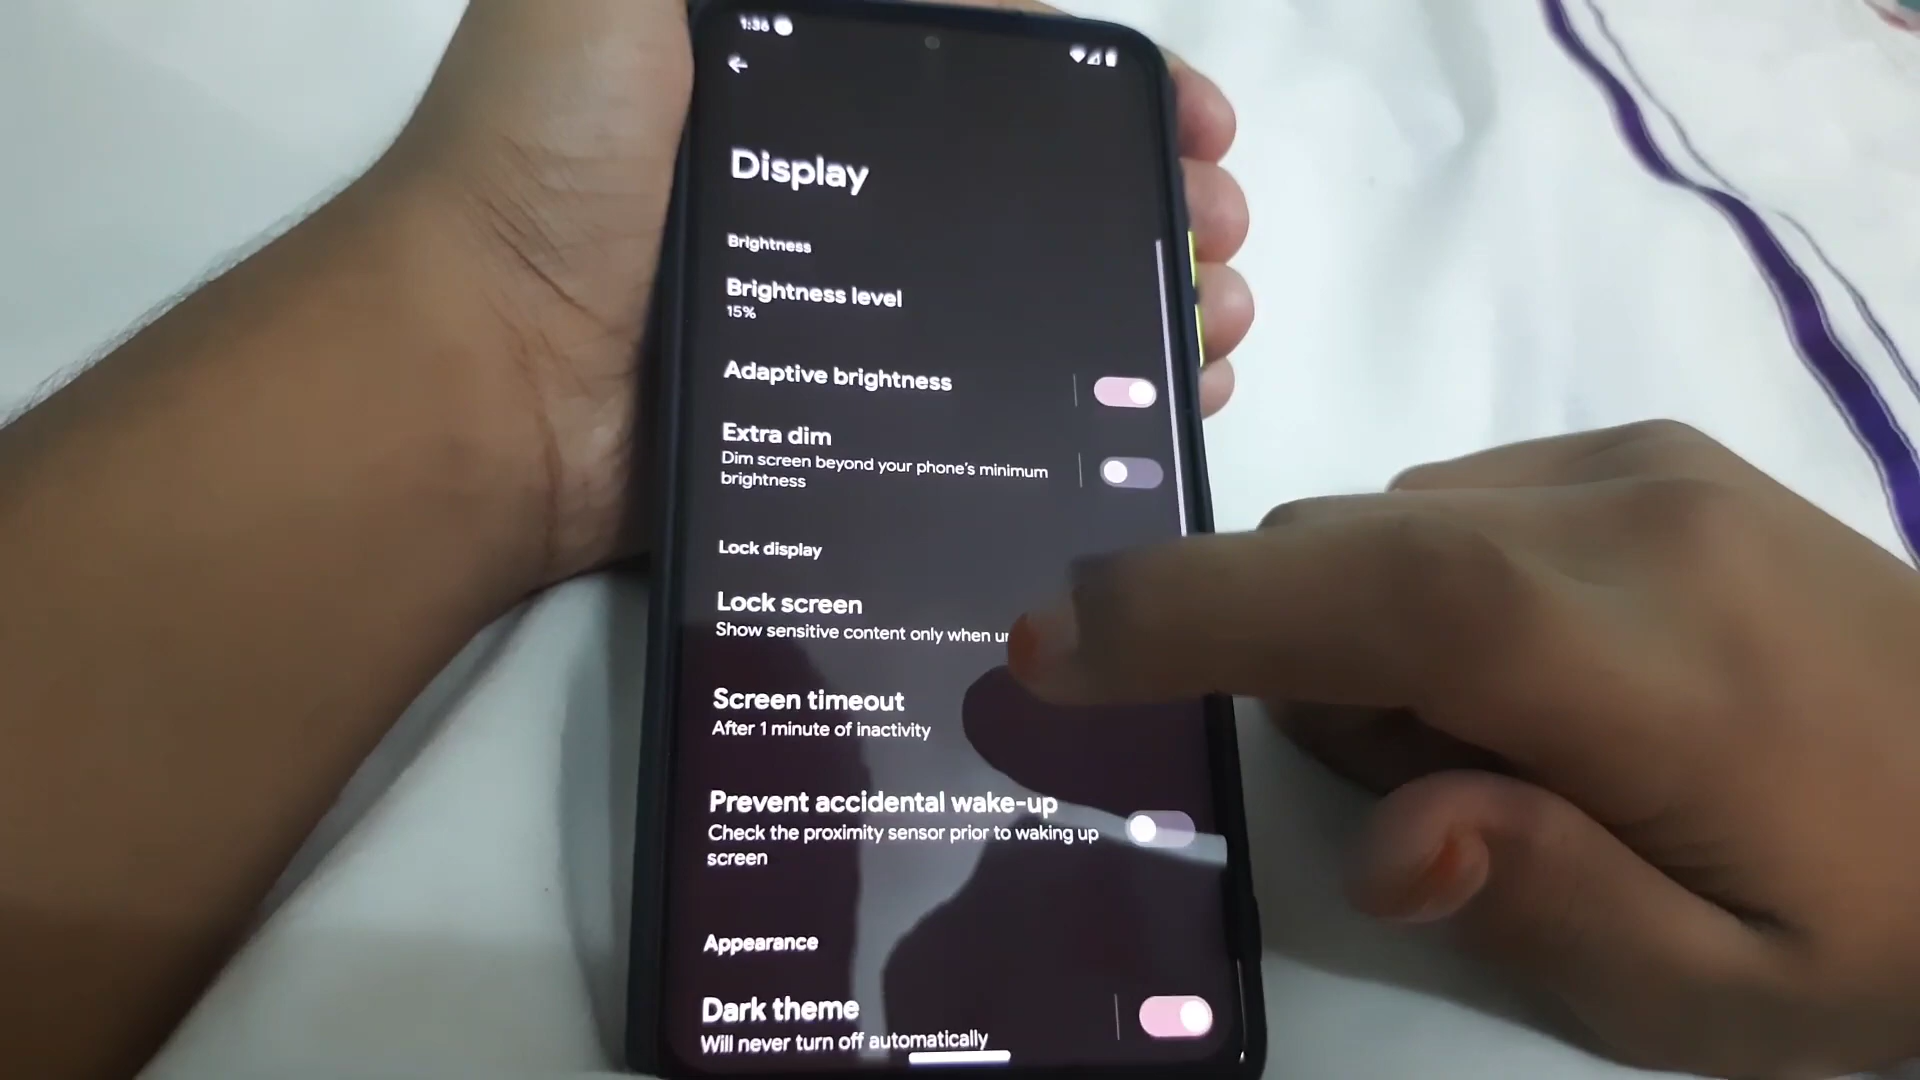 1:36
Display
Brightness
Brightness level
15%
Adaptive brightness
Extra dim
Dim screen beyond your phone's minimum
brightness
Lock display
Lock screen
Show sensitive content only when
Screen timeout
After 1 minute of inactivity
Prevent accidental wake-up
Check the proximity sensor prior to waking up
screen
Appearance
Dark theme
Will never turn off automatically